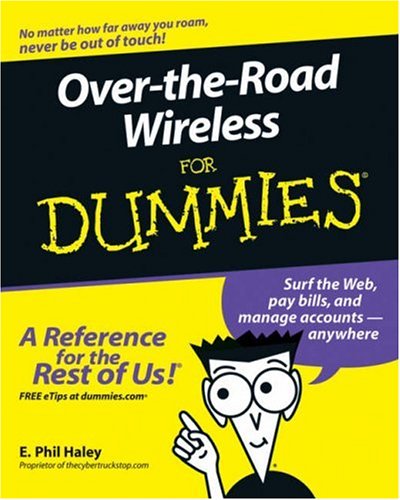 No matter how far away you roam,
never be out of touch!
Over-the-Road
Wireless
FOR
DUMMIES®
Surf the Web,
pay bills, and
manage accounts —
anywhere
A Reference
for the
Rest of Us!®
FREE eTips at dummies.com®
E. Phil Haley
Proprietor of thecybertruckstop.com